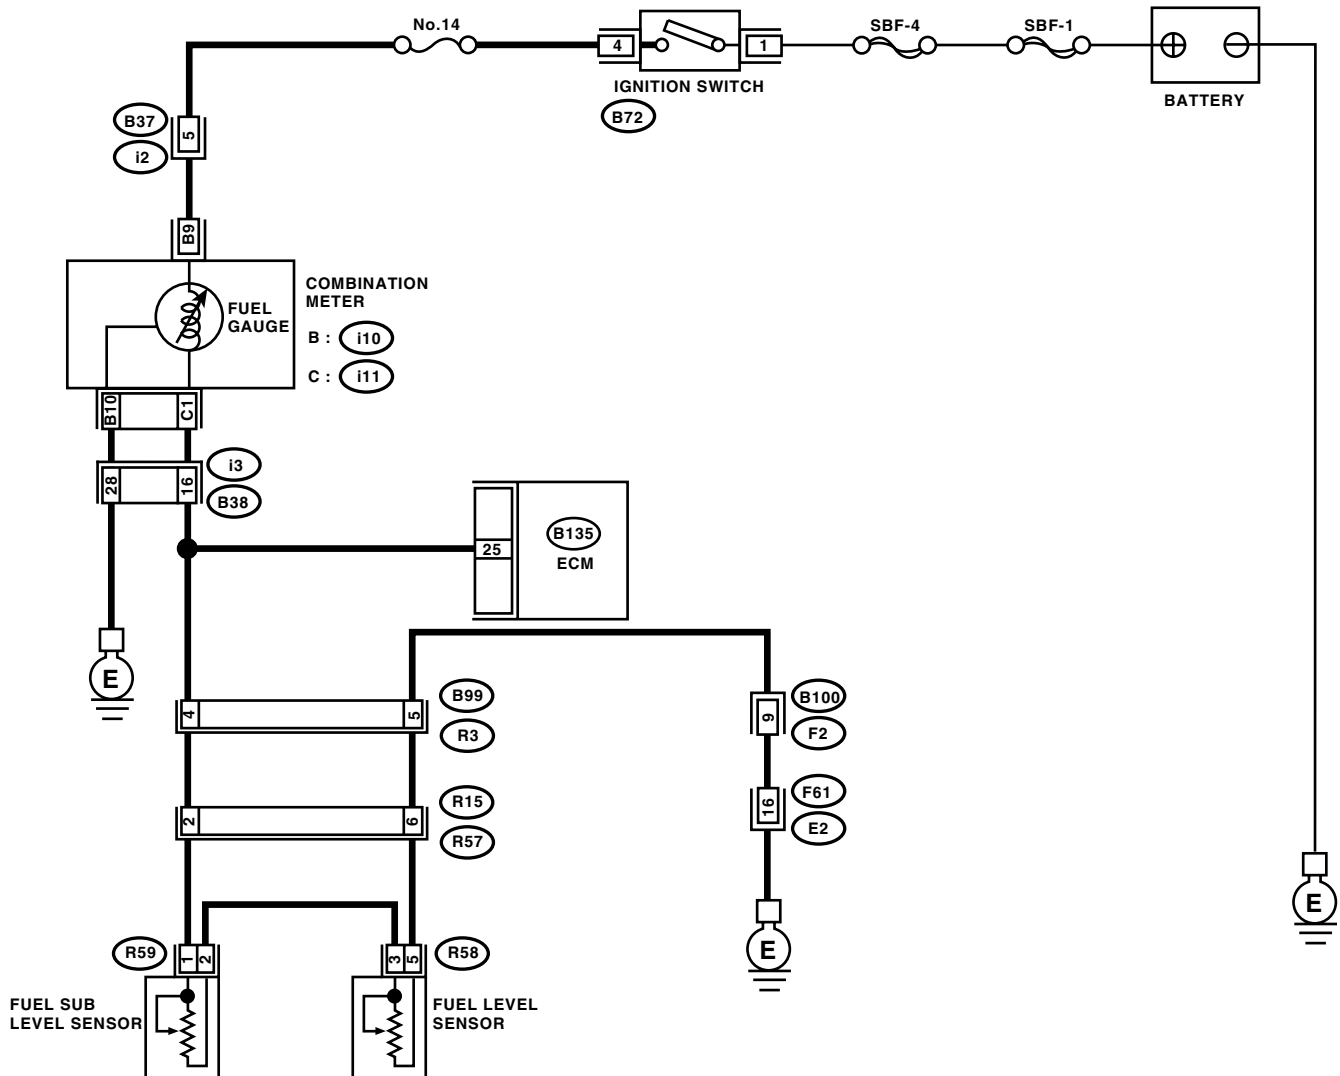 No.14
SBF-4
SBF-1
4
1
IGNITION SWITCH
B72
BATTERY
B37
5
i2
B9
COMBINATION
METER
FUEL
GAUGE
B : i10
C : i11
B10
C1
i3
28
16
B38
25
B135
ECM
E
4
5
B99
R3
B100
9
F2
2
6
R15
R57
F61
16
E2
E
E
R59
1
2
3
5
R58
FUEL SUB
LEVEL SENSOR
FUEL LEVEL
SENSOR